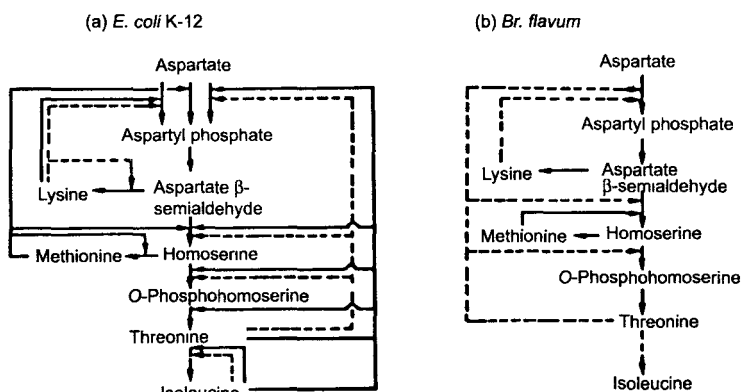 (a) E. coli K-12
Aspartate
Aspartyl phosphate
Lysine
Aspartate β-
semialdehyde
Methionine
Homoserine
O-Phosphohomoserine
Threonine
Isoleucine
(b) Br. flavum
Aspartate
Aspartyl phosphate
Lysine
Aspartate
β-semialdehyde
Methionine
Homoserine
O-Phosphohomoserine
Threonine
Isoleucine